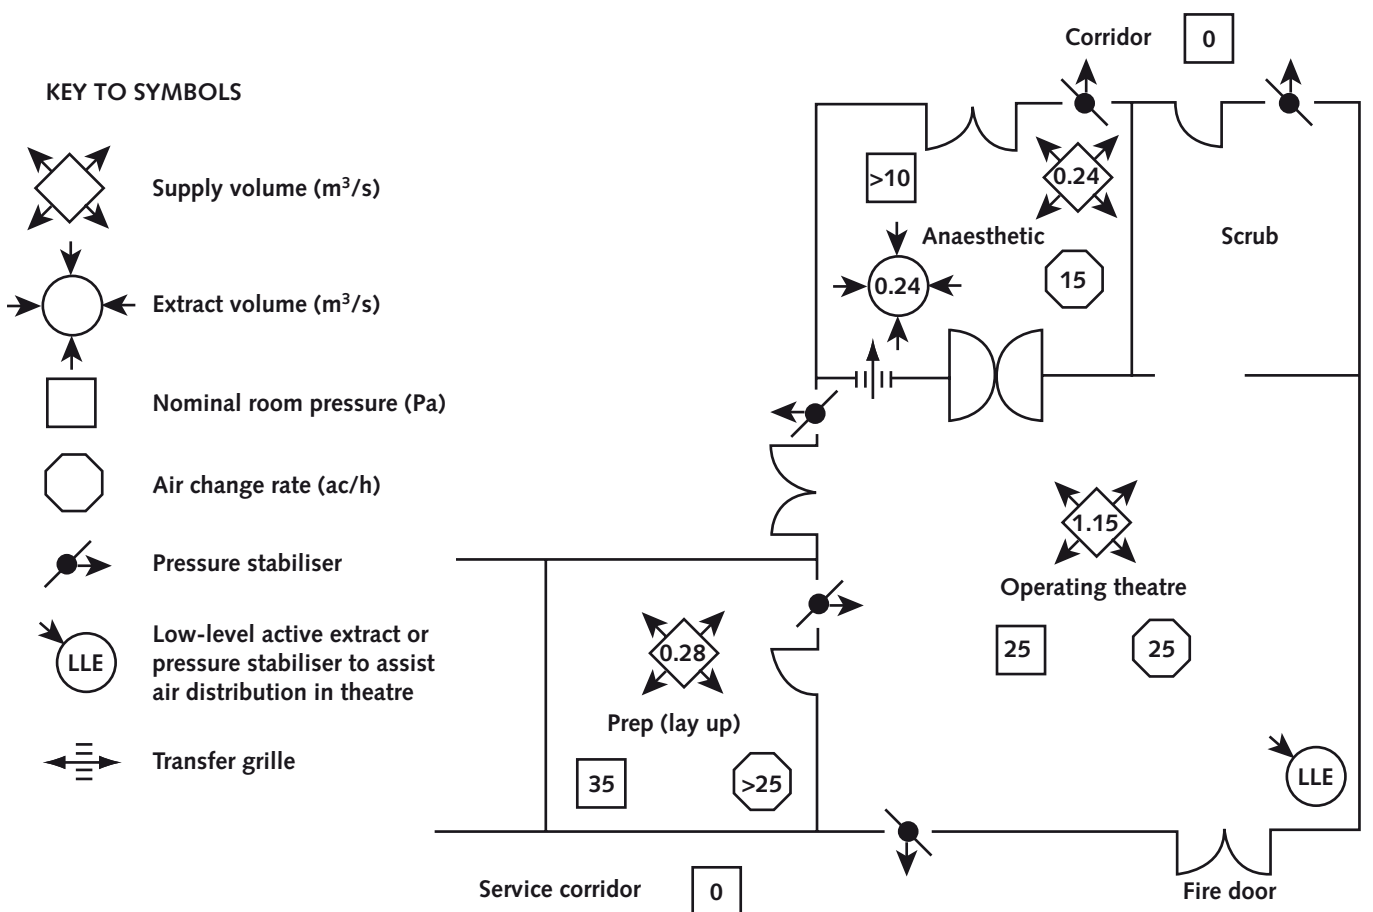 KEY TO SYMBOLS
Supply volume (m³/s)
Extract volume (m³/s)
Nominal room pressure (Pa)
Air change rate (ac/h)
Pressure stabiliser
LLE
Low-level active extract or
pressure stabiliser to assist
air distribution in theatre
Transfer grille
Corridor
0
>10
0.24
Anaesthetic
0.24
15
Scrub
1.15
Operating theatre
25
25
0.28
Prep (lay up)
35
>25
LLE
Service corridor
0
Fire door